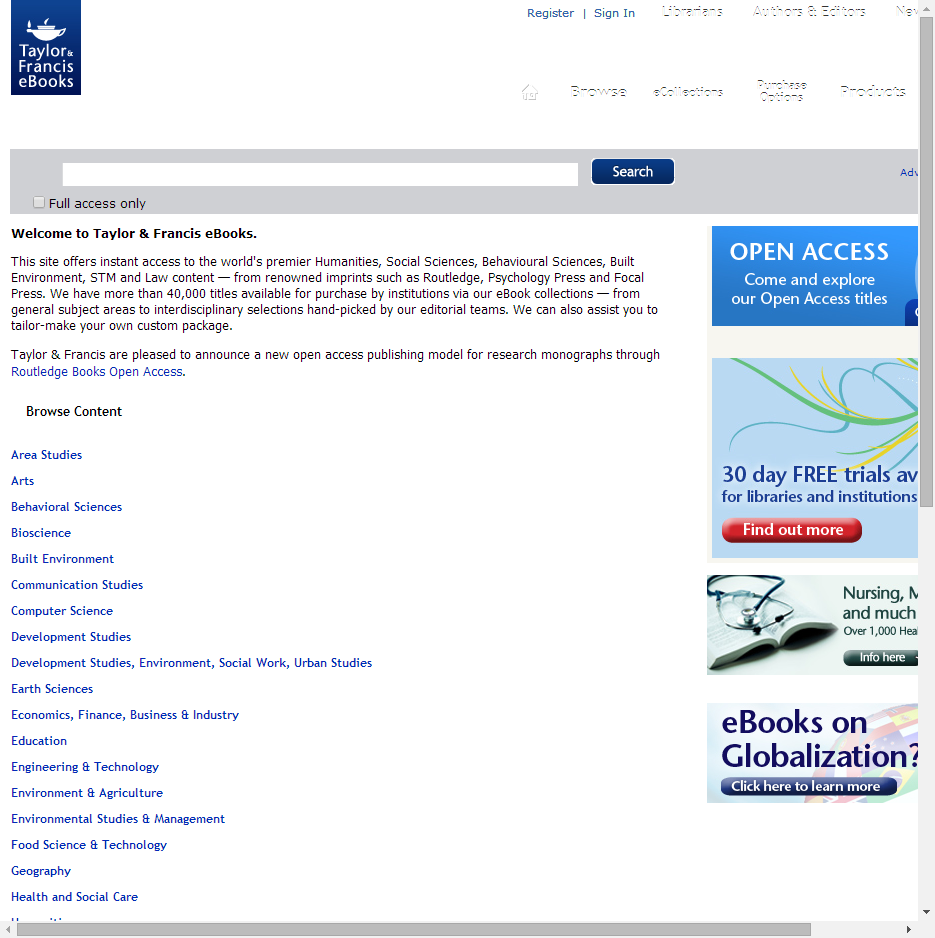 Taylor &
Francis
eBooks
Register | Sign In
Librarians
Authors & Editors
Browse
eCollections
Purchase
Options
Products
Search
Full access only
Welcome to Taylor & Francis eBooks.
This site offers instant access to the world's premier Humanities, Social Sciences, Behavioural Sciences, Built
Environment, STM and Law content — from renowned imprints such as Routledge, Psychology Press and Focal
Press. We have more than 40,000 titles available for purchase by institutions via our eBook collections — from
general subject areas to interdisciplinary selections hand-picked by our editorial teams. We can also assist you to
tailor-make your own custom package.
Taylor & Francis are pleased to announce a new open access publishing model for research monographs through
Routledge Books Open Access.
Browse Content
Area Studies
Arts
Behavioral Sciences
Bioscience
Built Environment
Communication Studies
Computer Science
Development Studies
Development Studies, Environment, Social Work, Urban Studies
Earth Sciences
Economics, Finance, Business & Industry
Education
Engineering & Technology
Environment & Agriculture
Environmental Studies & Management
Food Science & Technology
Geography
Health and Social Care
OPEN ACCESS
Come and explore
our Open Access titles
30 day FREE trials av
for libraries and institutions
Find out more
Nursing, M
and much
Over 1,000 Hea
Info here
eBooks on
Globalization?
Click here to learn more